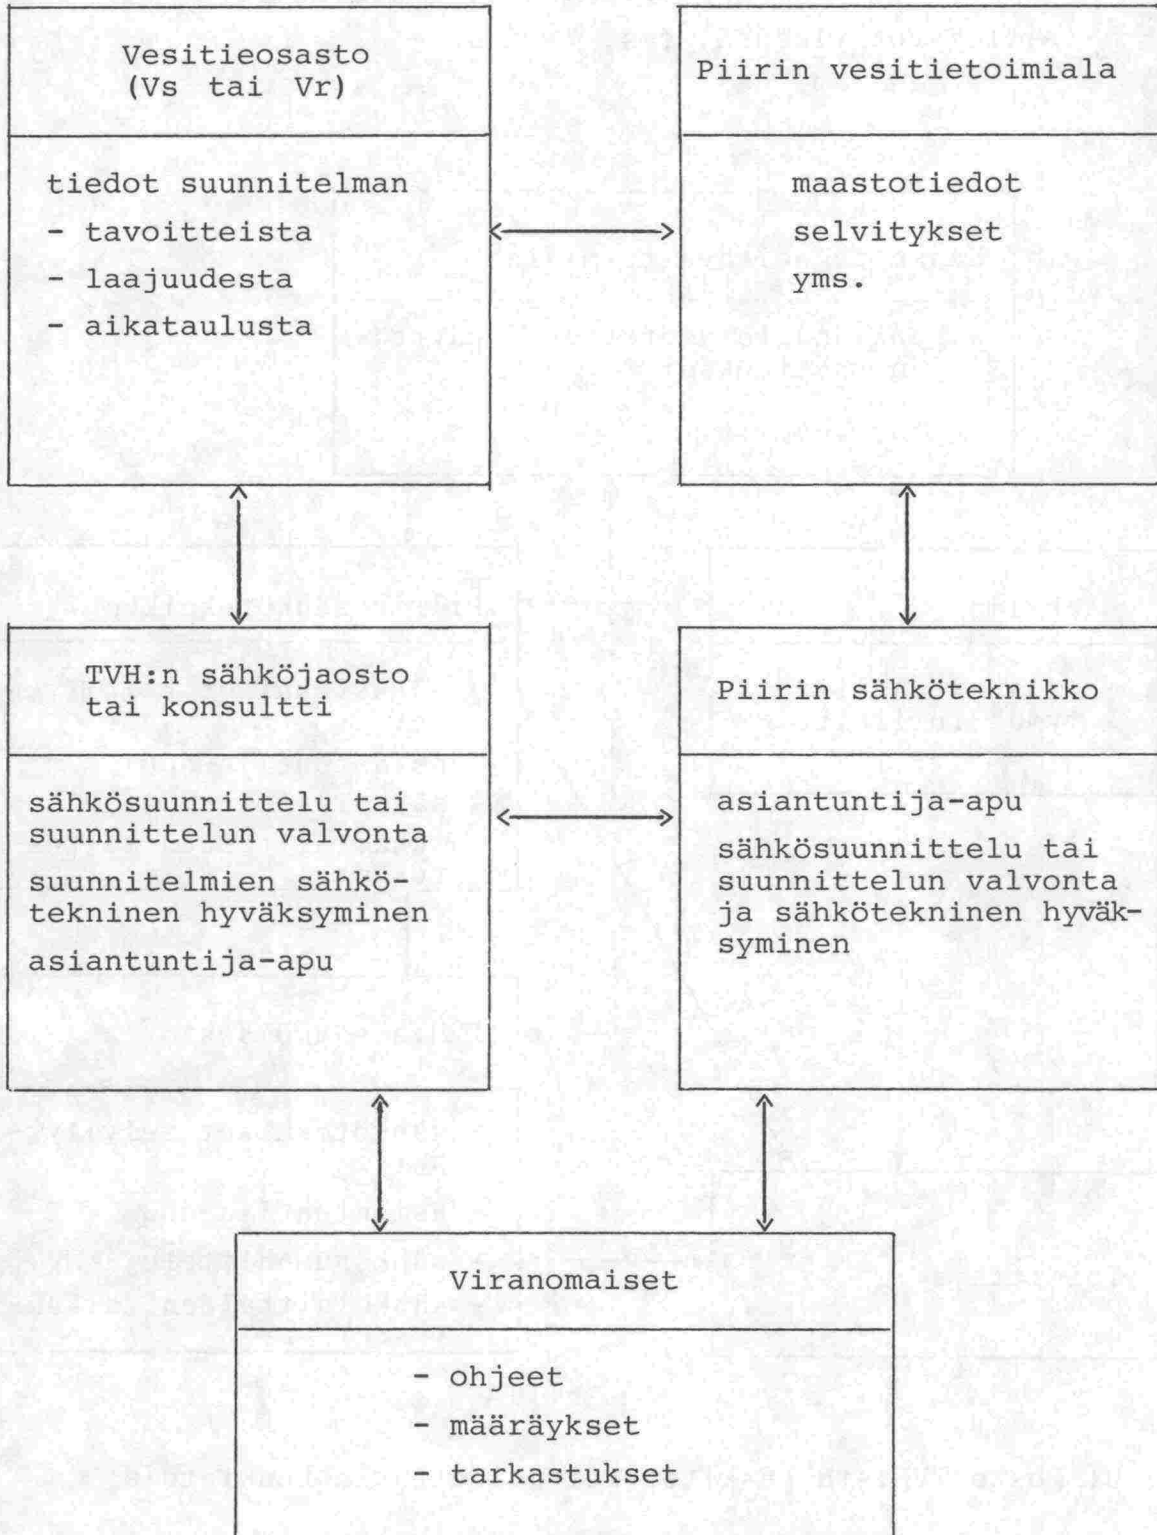 Vesitieosasto
(Vs tai Vr)
tiedot suunnitelman
- tavoitteista
- laajuudesta
- aikataulusta
Piirin vesitietoimiala
maastotiedot
selvitykset
yms.
TVH:n sähköjaosto
tai konsultti
sähkösuunnittelu tai
suunnittelun valvonta
suunnitelmien sähkö-
tekninen hyväksyminen
asiantuntija-apu
Piirin sähköteknikko
asiantuntija-apu
sähkösuunnittelu tai
suunnittelun valvonta
ja sähkötekninen hyväk-
syminen
Viranomaiset
- ohjeet
- määräykset
- tarkastukset